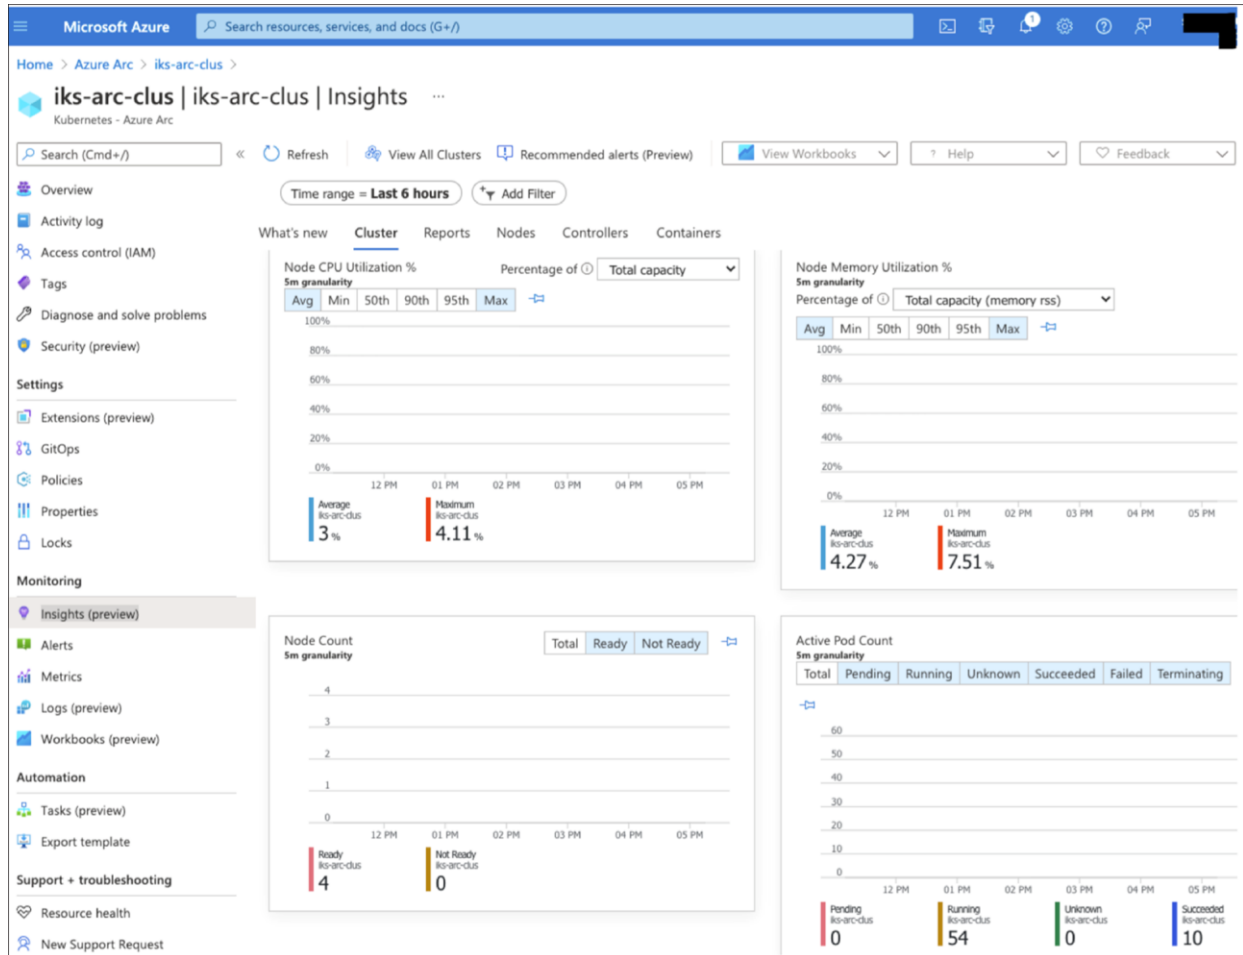 Microsoft Azure
Search resources, services, and docs (G+/)
1
Home > Azure Arc > iks-arc-clus >
iks-arc-clus | iks-arc-clus | Insights ...
Kubernetes - Azure Arc
Search (Cmd+/)
«
Refresh
View All Clusters
Recommended alerts (Preview)
View Workbooks
? Help
Feedback
Time range = Last 6 hours
Add Filter
What's new
Cluster
Reports
Nodes
Controllers
Containers
Overview
Activity log
Access control (IAM)
Tags
Diagnose and solve problems
Security (preview)
Settings
Extensions (preview)
GitOps
Policies
Properties
Locks
Monitoring
Insights (preview)
Alerts
Metrics
Logs (preview)
Workbooks (preview)
Automation
Tasks (preview)
Export template
Support + troubleshooting
Resource health
New Support Request
Node CPU Utilization %
5m granularity
Percentage of Total capacity
Avg Min 50th 90th 95th Max
100%
80%
60%
40%
20%
0%
12 PM 01 PM 02 PM 03 PM 04 PM 05 PM
Average
iks-arc-clus
3 %
Maximum
iks-arc-clus
4.11 %
Node Memory Utilization %
5m granularity
Percentage of Total capacity (memory rss)
Avg Min 50th 90th 95th Max
100%
80%
60%
40%
20%
0%
12 PM 01 PM 02 PM 03 PM 04 PM 05 PM
Average
iks-arc-clus
4.27 %
Maximum
iks-arc-clus
7.51 %
Node Count
5m granularity
Total Ready Not Ready
4
3
2
1
0
12 PM 01 PM 02 PM 03 PM 04 PM 05 PM
Ready
iks-arc-clus
4
Not Ready
iks-arc-clus
0
Active Pod Count
5m granularity
Total Pending Running Unknown Succeeded Failed Terminating
60
50
40
30
20
10
0
12 PM 01 PM 02 PM 03 PM 04 PM 05 PM
Pending
iks-arc-clus
0
Running
iks-arc-clus
54
Unknown
iks-arc-clus
0
Succeeded
iks-arc-clus
10